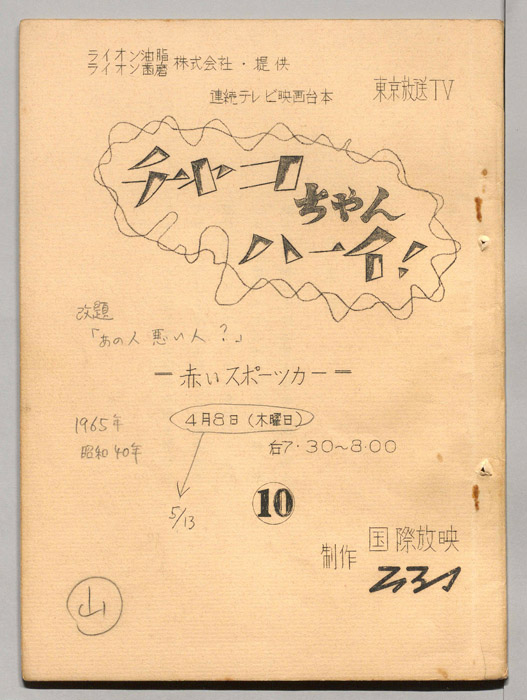 ライオン油脂
ライオン歯磨 株式会社・提供
東京放送TV
連続テレビ映画台本
チャコ
ちゃん
ハーイ!
改題
「あの人 悪い人?」
－赤いスポーツカー－
1965年
昭和40年
4月8日(木曜日)
后7・30～8・00
5/13
10
制作 国際放映
山